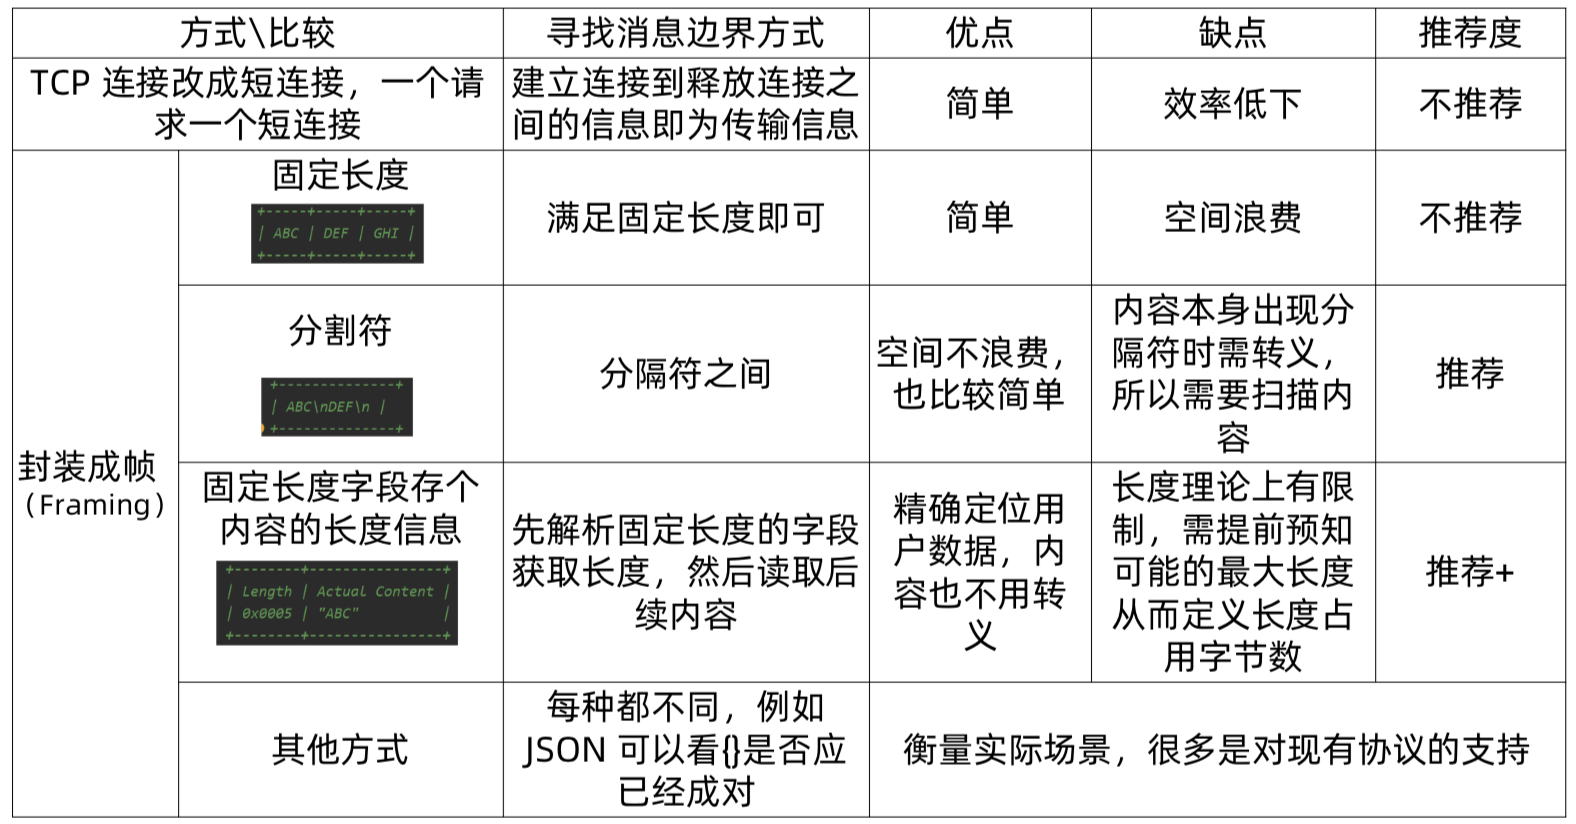 方式\比较 寻找消息边界方式 优点 缺点 推荐度
TCP 连接改成短连接，一个请
求一个短连接
建立连接到释放连接之
间的信息即为传输信息
简单
效率低下
不推荐
封装成帧
（Framing）
固定长度
+-----+-----+-----+
| ABC | DEF | GHI |
+-----+-----+-----+
满足固定长度即可
简单
空间浪费
不推荐
分割符
+--------------+
| ABC\nDEF\n |
+--------------+
分隔符之间
空间不浪费，
也比较简单
内容本身出现分
隔符时需转义，
所以需要扫描内
容
推荐
固定长度字段存个
内容的长度信息
+--------+----------------+
| Length | Actual Content |
| 0x0005 | "ABC" |
+--------+----------------+
先解析固定长度的字段
获取长度，然后读取后
续内容
精确定位用
户数据，内
容也不用转
义
长度理论上有限
制，需提前预知
可能的最大长度
从而定义长度占
用字节数
推荐+
其他方式
每种都不同，例如
JSON 可以看{}是否应
已经成对
衡量实际场景，很多是对现有协议的支持